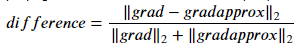 difference = ‖grad − gradapprox‖₂ / (‖grad‖₂ + ‖gradapprox‖₂)